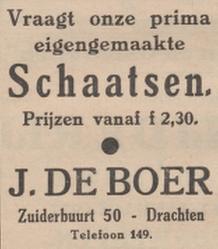 Vraagt onze prima
eigengemaakte
Schaatsen.
Prijzen vanaf f 2,30.
J. DE BOER
Zuiderbuurt 50 - Drachten
Telefoon 149.